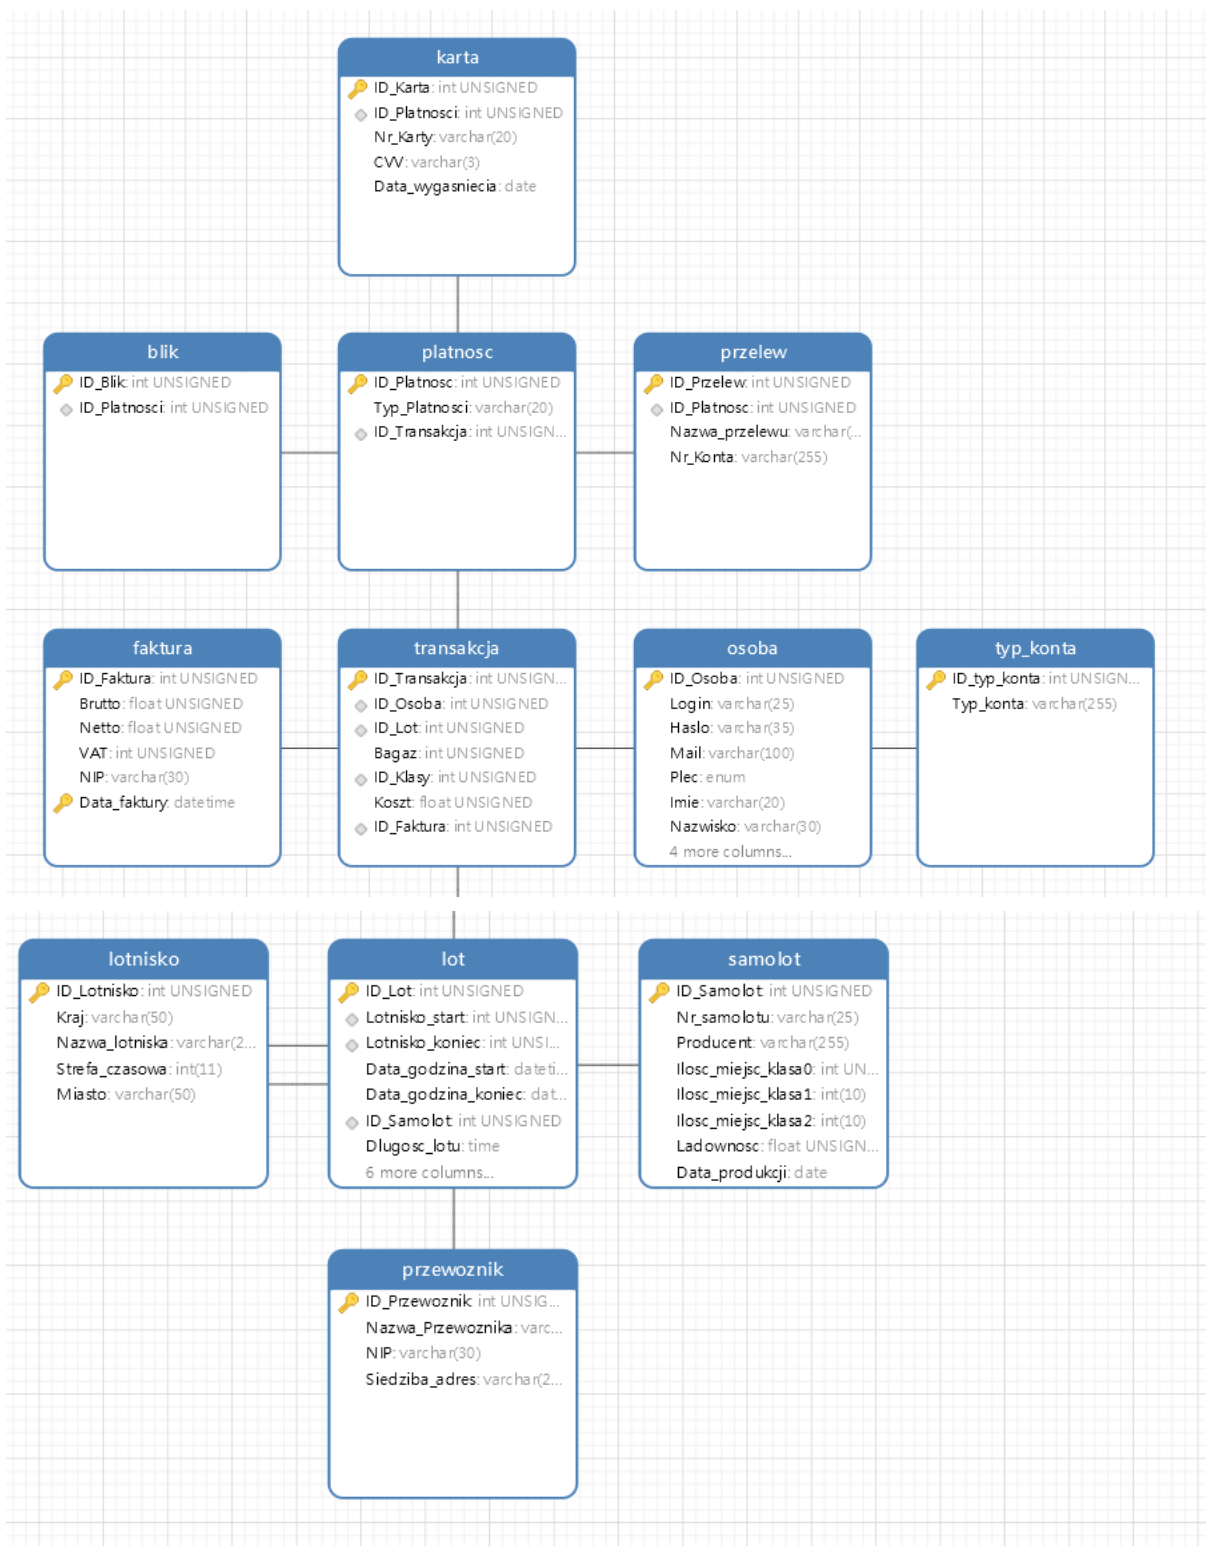 karta
ID_Karta: int UNSIGNED
ID_Platnosci: int UNSIGNED
Nr_Karty: varchar(20)
CVV: varchar(3)
Data_wygasniecia: date
blik
ID_Blik: int UNSIGNED
ID_Platnosci: int UNSIGNED
platnosc
ID_Platnosc: int UNSIGNED
Typ_Platnosci: varchar(20)
ID_Transakcja: int UNSIGN...
przelew
ID_Przelew: int UNSIGNED
ID_Platnosc: int UNSIGNED
Nazwa_przelewu: varchar(...
Nr_Konta: varchar(255)
faktura
ID_Faktura: int UNSIGNED
Brutto: float UNSIGNED
Netto: float UNSIGNED
VAT: int UNSIGNED
NIP: varchar(30)
Data_faktury: datetime
transakcja
ID_Transakcja: int UNSIGN...
ID_Osoba: int UNSIGNED
ID_Lot: int UNSIGNED
Bagaz: int UNSIGNED
ID_Klasy: int UNSIGNED
Koszt: float UNSIGNED
ID_Faktura: int UNSIGNED
osoba
ID_Osoba: int UNSIGNED
Login: varchar(25)
Haslo: varchar(35)
Mail: varchar(100)
Plec: enum
Imie: varchar(20)
Nazwisko: varchar(30)
4 more columns...
typ_konta
ID_typ_konta: int UNSIGN...
Typ_konta: varchar(255)
lotnisko
ID_Lotnisko: int UNSIGNED
Kraj: varchar(50)
Nazwa_lotniska: varchar(2...
Strefa_czasowa: int(11)
Miasto: varchar(50)
lot
ID_Lot: int UNSIGNED
Lotnisko_start: int UNSIGN...
Lotnisko_koniec: int UNSI...
Data_godzina_start: dateti...
Data_godzina_koniec: dat...
ID_Samolot: int UNSIGNED
Dlugosc_lotu: time
6 more columns...
samolot
ID_Samolot: int UNSIGNED
Nr_samolotu: varchar(25)
Producent: varchar(255)
Ilosc_miejsc_klasa0: int UN...
Ilosc_miejsc_klasa1: int(10)
Ilosc_miejsc_klasa2: int(10)
Ladownosc: float UNSIGN...
Data_produkcji: date
przewoznik
ID_Przewoznik: int UNSIG...
Nazwa_Przewoznika: varc...
NIP: varchar(30)
Siedziba_adres: varchar(2...